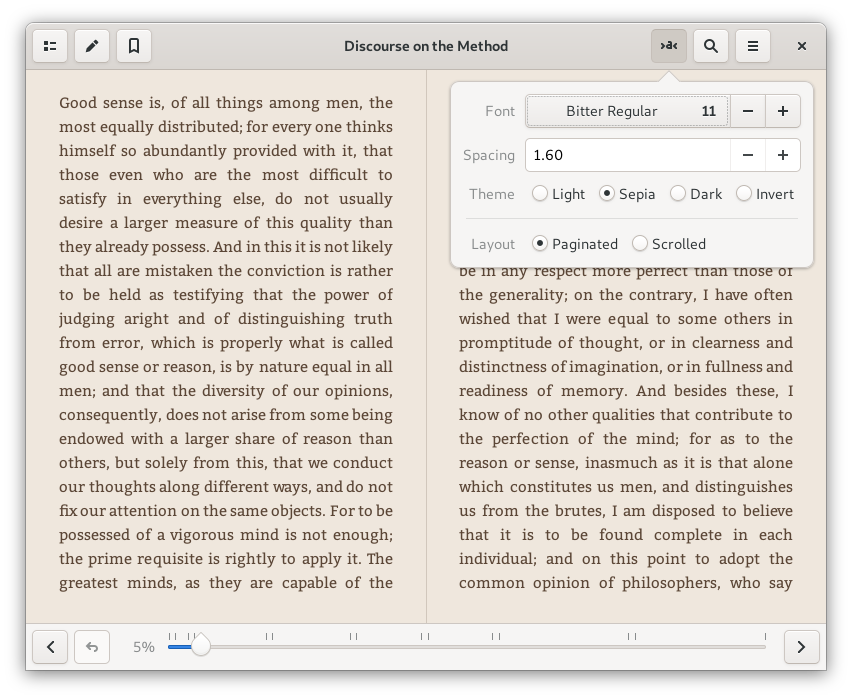 Discourse on the Method
›a‹
Good sense is, of all things among men, the
most equally distributed; for every one thinks
himself so abundantly provided with it, that
those even who are the most difficult to
satisfy in everything else, do not usually
desire a larger measure of this quality than
they already possess. And in this it is not likely
that all are mistaken the conviction is rather
to be held as testifying that the power of
judging aright and of distinguishing truth
from error, which is properly what is called
good sense or reason, is by nature equal in all
men; and that the diversity of our opinions,
consequently, does not arise from some being
endowed with a larger share of reason than
others, but solely from this, that we conduct
our thoughts along different ways, and do not
fix our attention on the same objects. For to be
possessed of a vigorous mind is not enough;
the prime requisite is rightly to apply it. The
greatest minds, as they are capable of the
Font Bitter Regular 11
Spacing 1.60
Theme Light Sepia Dark Invert
Layout Paginated Scrolled
be in any respect more perfect than those of
the generality; on the contrary, I have often
wished that I were equal to some others in
promptitude of thought, or in clearness and
distinctness of imagination, or in fullness and
readiness of memory. And besides these, I
know of no other qualities that contribute to
the perfection of the mind; for as to the
reason or sense, inasmuch as it is that alone
which constitutes us men, and distinguishes
us from the brutes, I am disposed to believe
that it is to be found complete in each
individual; and on this point to adopt the
common opinion of philosophers, who say
5%